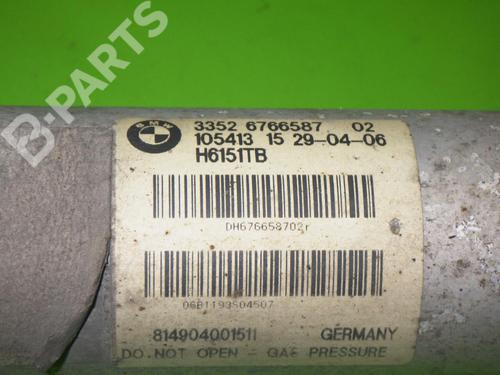 B-PARTS
BMW
3352 6766587 02
105413 15 29-04-06
H6151TB
DH676658702r
06B1193504507
814904001511 GERMANY
DO NOT OPEN - GAS PRESSURE